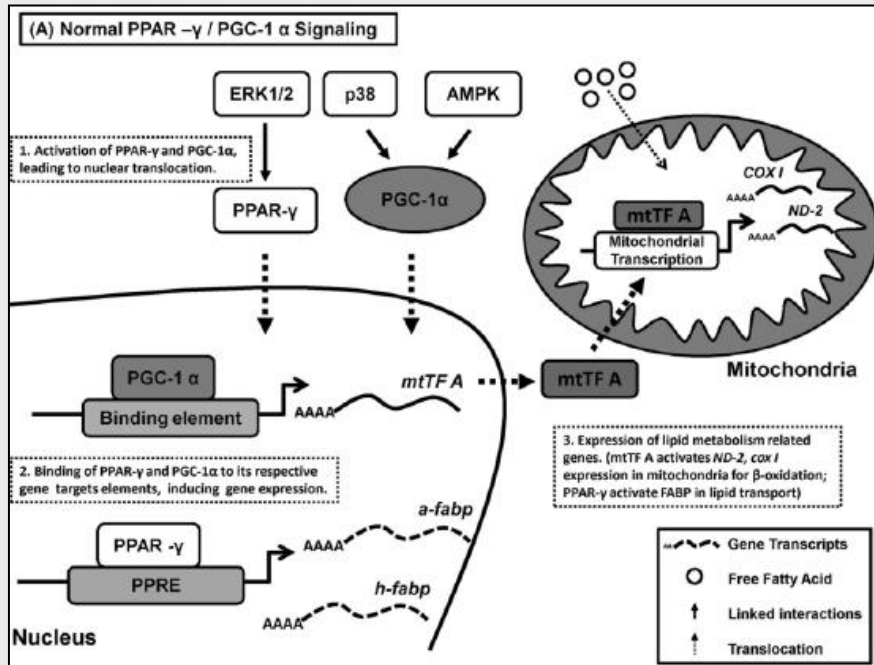 (A) Normal PPAR –γ / PGC-1 α Signaling
ERK1/2
p38
AMPK
1. Activation of PPAR-γ and PGC-1α,
leading to nuclear translocation.
PPAR-γ
PGC-1α
COX I
AAAA
ND-2
AAAA
mtTF A
Mitochondrial
Transcription
Mitochondria
PGC-1 α
Binding element
mtTF A
AAAA
mtTF A
2. Binding of PPAR-γ and PGC-1α to its respective
gene targets elements, inducing gene expression.
3. Expression of lipid metabolism related
genes. (mtTF A activates ND-2, cox I
expression in mitochondria for β-oxidation;
PPAR-γ activate FABP in lipid transport)
a-fabp
AAAA
PPAR -γ
PPRE
h-fabp
AAAA
Nucleus
AA
Gene Transcripts
Free Fatty Acid
Linked interactions
Translocation